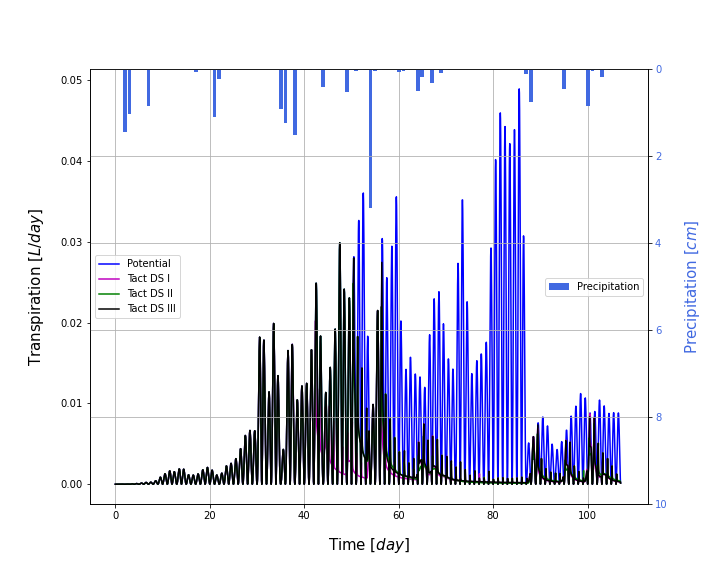 0.05
0.04
0.03
0.02
0.01
0.00
Transpiration [L/day]
Potential
Tact DS I
Tact DS II
Tact DS III
Precipitation
0
2
4
6
8
10
Precipitation [cm]
0
20
40
60
80
100
Time [day]